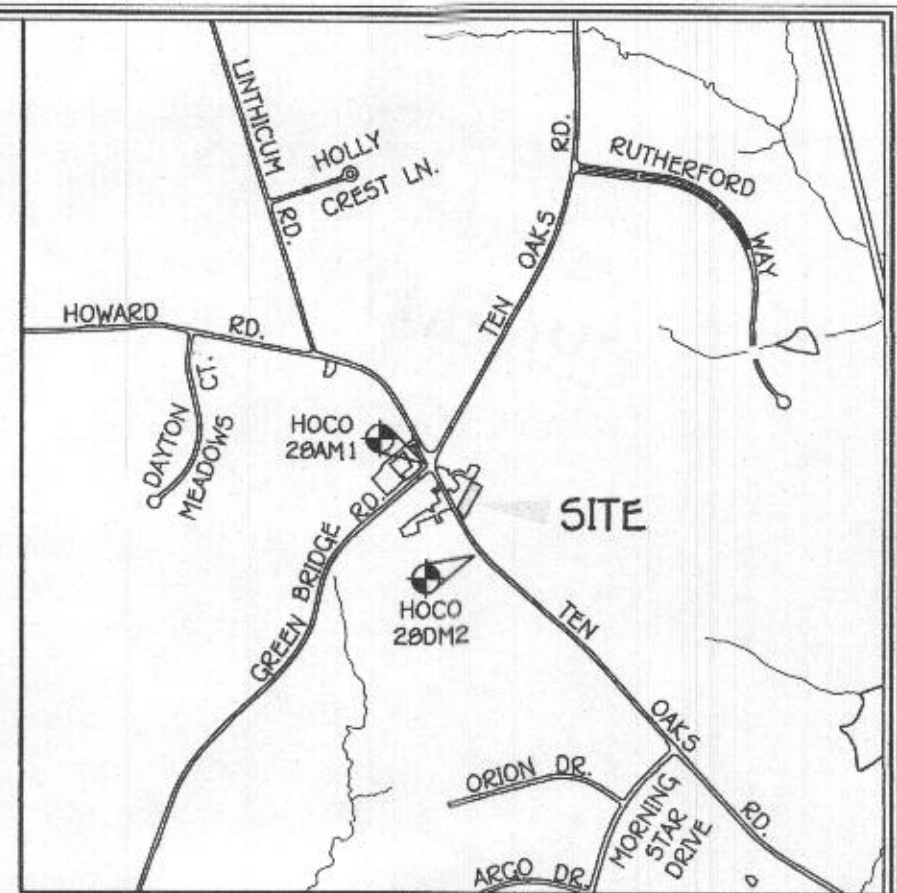 LINTHICUM
RD.
HOLLY
CREST LN.
RD.
TEN OAKS
RUTHERFORD
WAY
HOWARD
RD.
DAYTON
MEADOWS
CT.
HOCO
28AM1
SITE
GREEN BRIDGE
RD.
HOCO
28DM2
TEN
OAKS
RD.
ORION DR.
MORNING
STAR
DRIVE
ARGO DR.